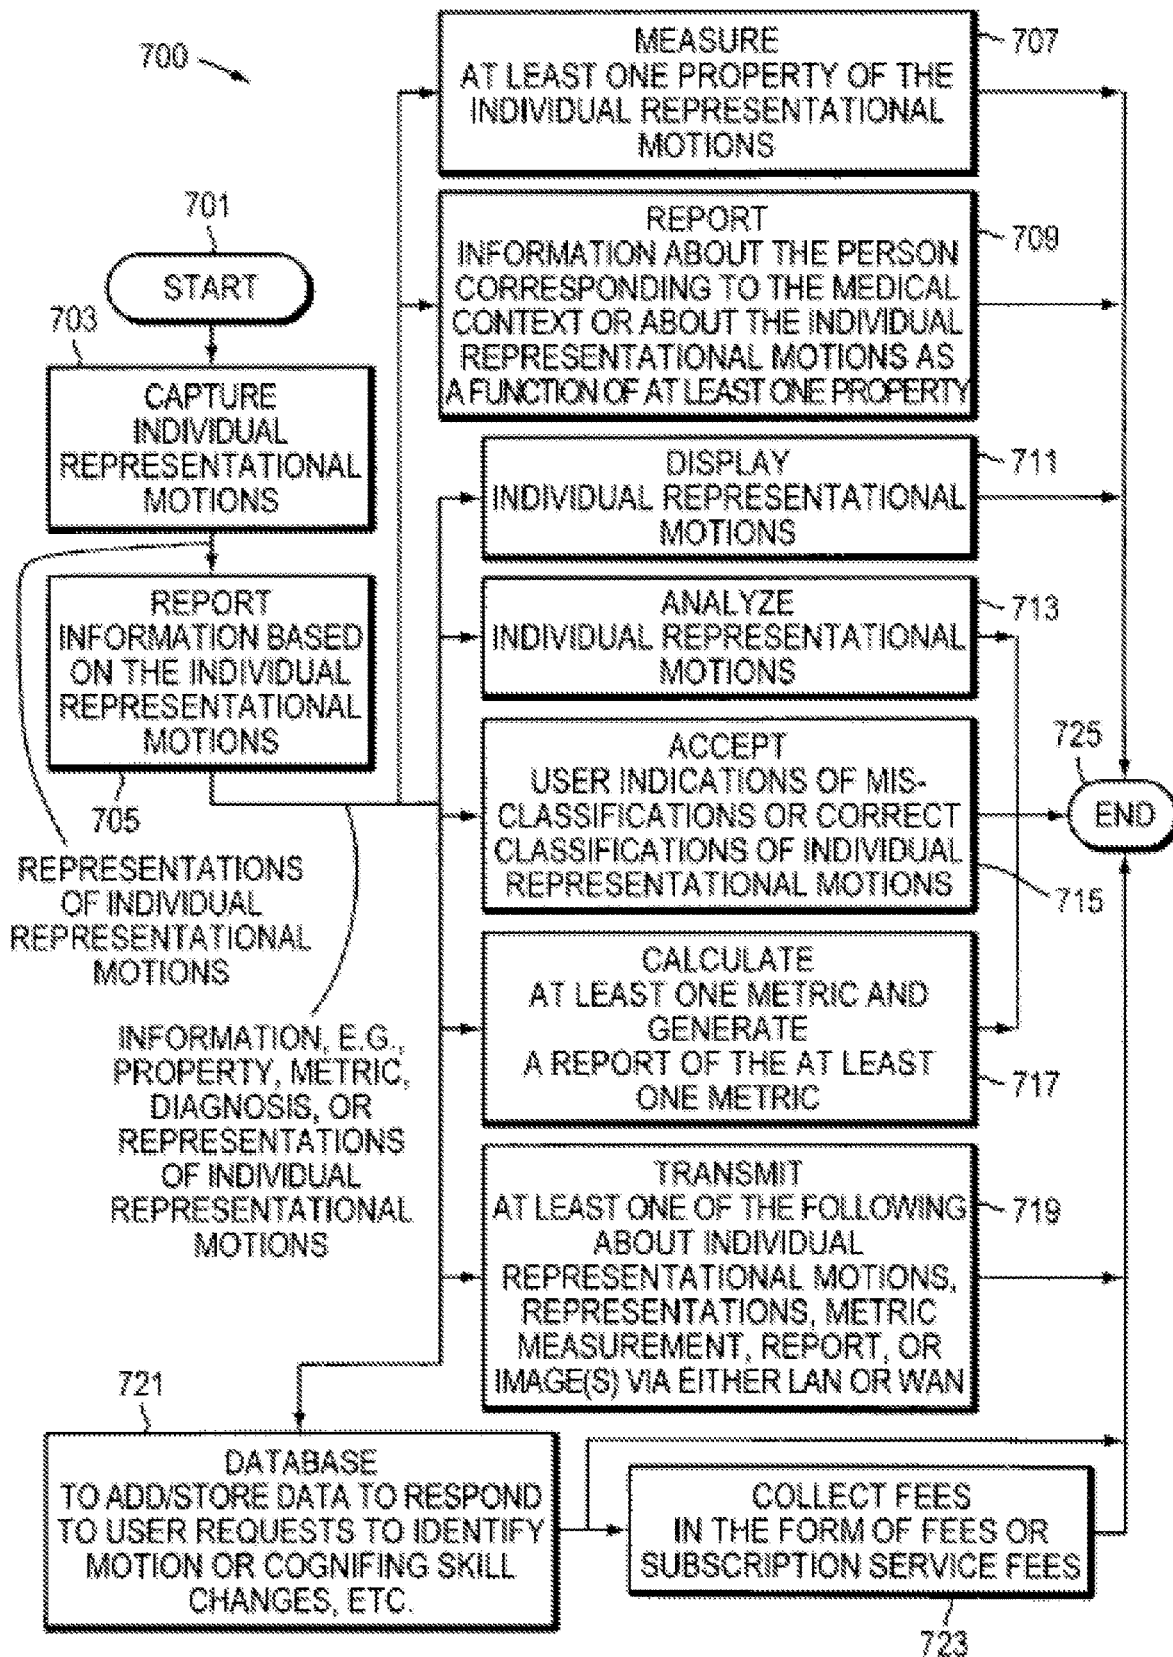 700
701
START
703
CAPTURE
INDIVIDUAL
REPRESENTATIONAL
MOTIONS
REPORT
INFORMATION BASED
ON THE INDIVIDUAL
REPRESENTATIONAL
MOTIONS
705
REPRESENTATIONS
OF INDIVIDUAL
REPRESENTATIONAL
MOTIONS
INFORMATION, E.G.,
PROPERTY, METRIC,
DIAGNOSIS, OR
REPRESENTATIONS
OF INDIVIDUAL
REPRESENTATIONAL
MOTIONS
MEASURE
AT LEAST ONE PROPERTY OF THE
INDIVIDUAL REPRESENTATIONAL
MOTIONS
707
REPORT
INFORMATION ABOUT THE PERSON
CORRESPONDING TO THE MEDICAL
CONTEXT OR ABOUT THE INDIVIDUAL
REPRESENTATIONAL MOTIONS AS
A FUNCTION OF AT LEAST ONE PROPERTY
709
DISPLAY
INDIVIDUAL REPRESENTATIONAL
MOTIONS
711
ANALYZE
INDIVIDUAL REPRESENTATIONAL
MOTIONS
713
ACCEPT
USER INDICATIONS OF MIS-
CLASSIFICATIONS OR CORRECT
CLASSIFICATIONS OF INDIVIDUAL
REPRESENTATIONAL MOTIONS
715
CALCULATE
AT LEAST ONE METRIC AND
GENERATE
A REPORT OF THE AT LEAST
ONE METRIC
717
TRANSMIT
AT LEAST ONE OF THE FOLLOWING
ABOUT INDIVIDUAL
REPRESENTATIONAL MOTIONS,
REPRESENTATIONS, METRIC
MEASUREMENT, REPORT, OR
IMAGE(S) VIA EITHER LAN OR WAN
719
721
DATABASE
TO ADD/STORE DATA TO RESPOND
TO USER REQUESTS TO IDENTIFY
MOTION OR COGNIFING SKILL
CHANGES, ETC.
COLLECT FEES
IN THE FORM OF FEES OR
SUBSCRIPTION SERVICE FEES
723
725
END